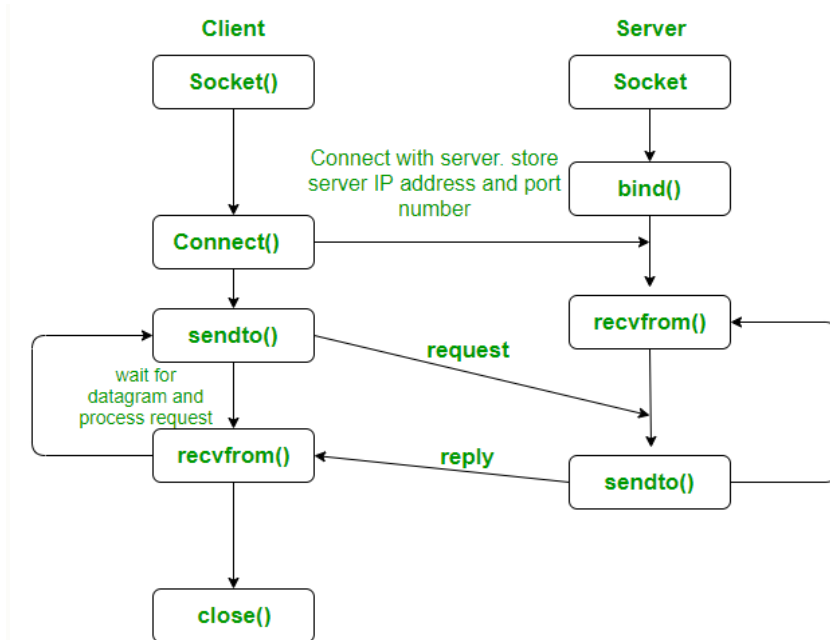 Client
Server
Socket()
Socket
Connect with server. store
server IP address and port
number
bind()
Connect()
sendto()
recvfrom()
request
wait for
datagram and
process request
recvfrom()
reply
sendto()
close()